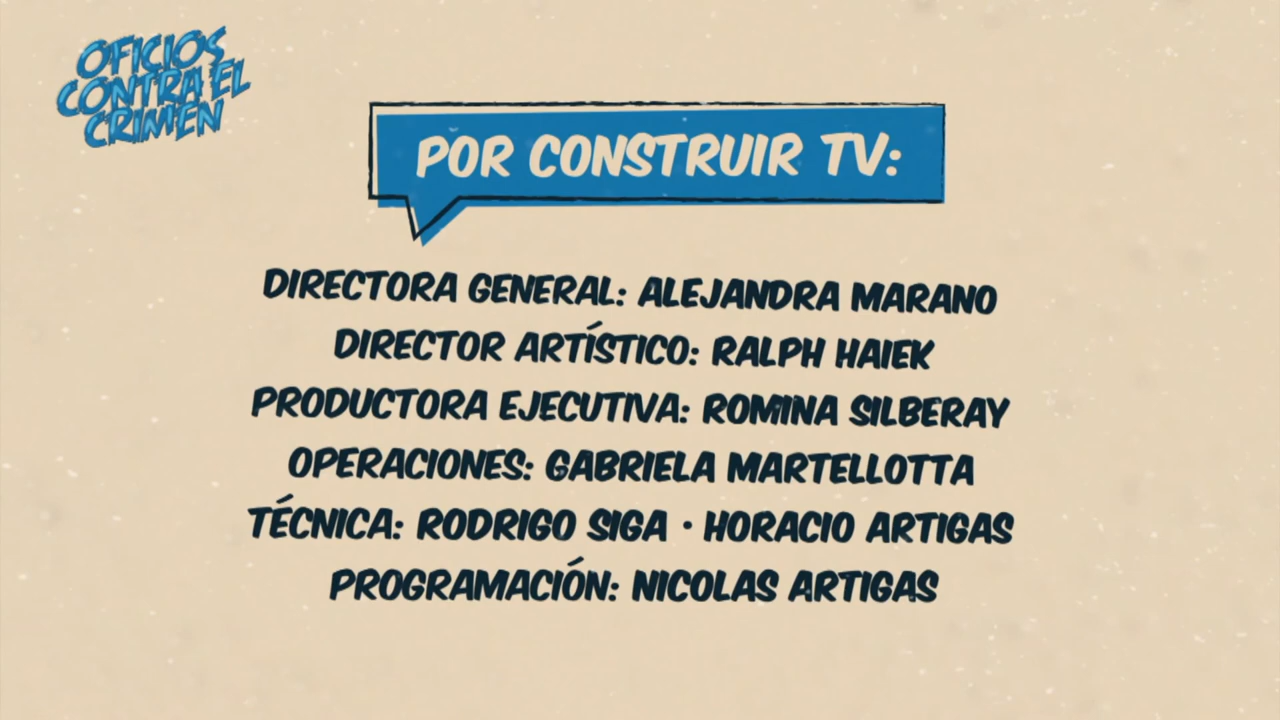 OFICIOS
CONTRA EL
CRIMEN
POR CONSTRUIR TV:
DIRECTORA GENERAL: ALEJANDRA MARANO
DIRECTOR ARTÍSTICO: RALPH HAIEK
PRODUCTORA EJECUTIVA: ROMINA SILBERAY
OPERACIONES: GABRIELA MARTELLOTTA
TÉCNICA: RODRIGO SIGA · HORACIO ARTIGAS
PROGRAMACIÓN: NICOLAS ARTIGAS